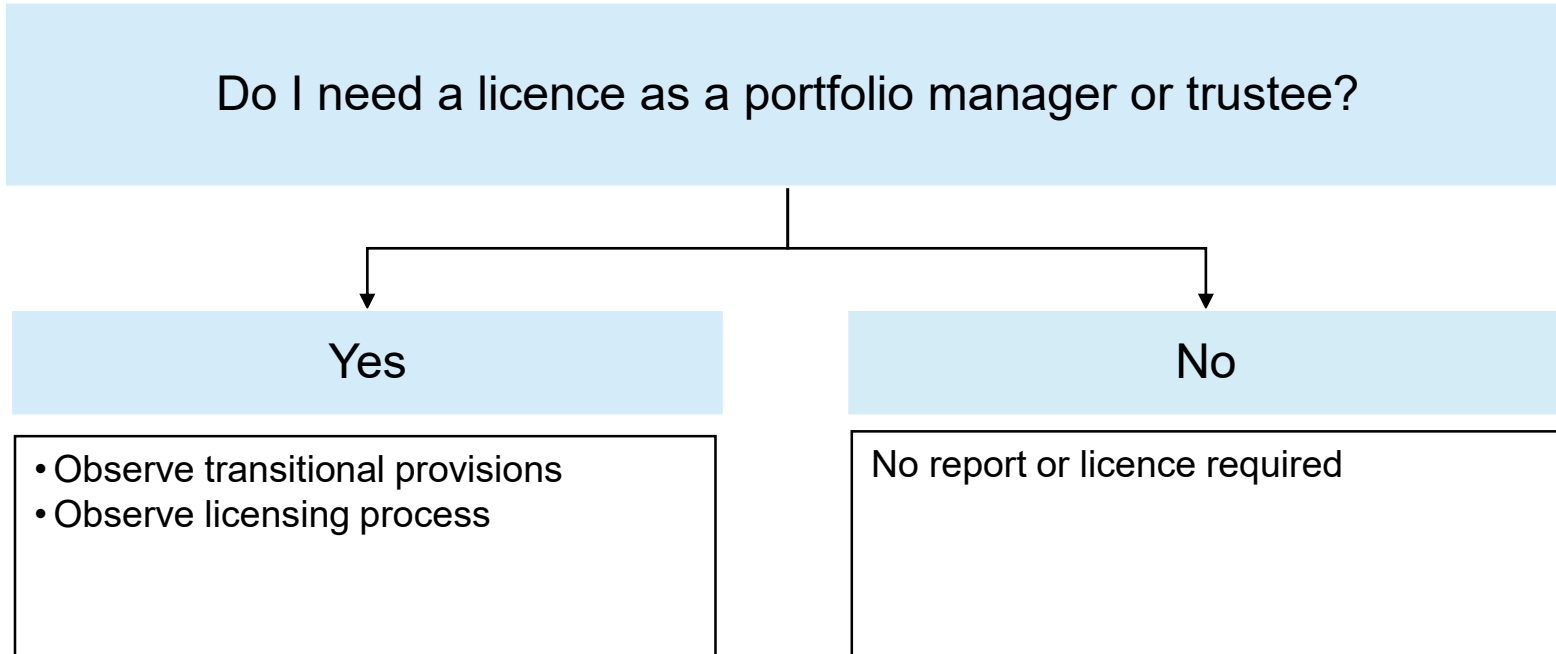 Do I need a licence as a portfolio manager or trustee?
Yes
No
• Observe transitional provisions
• Observe licensing process
No report or licence required